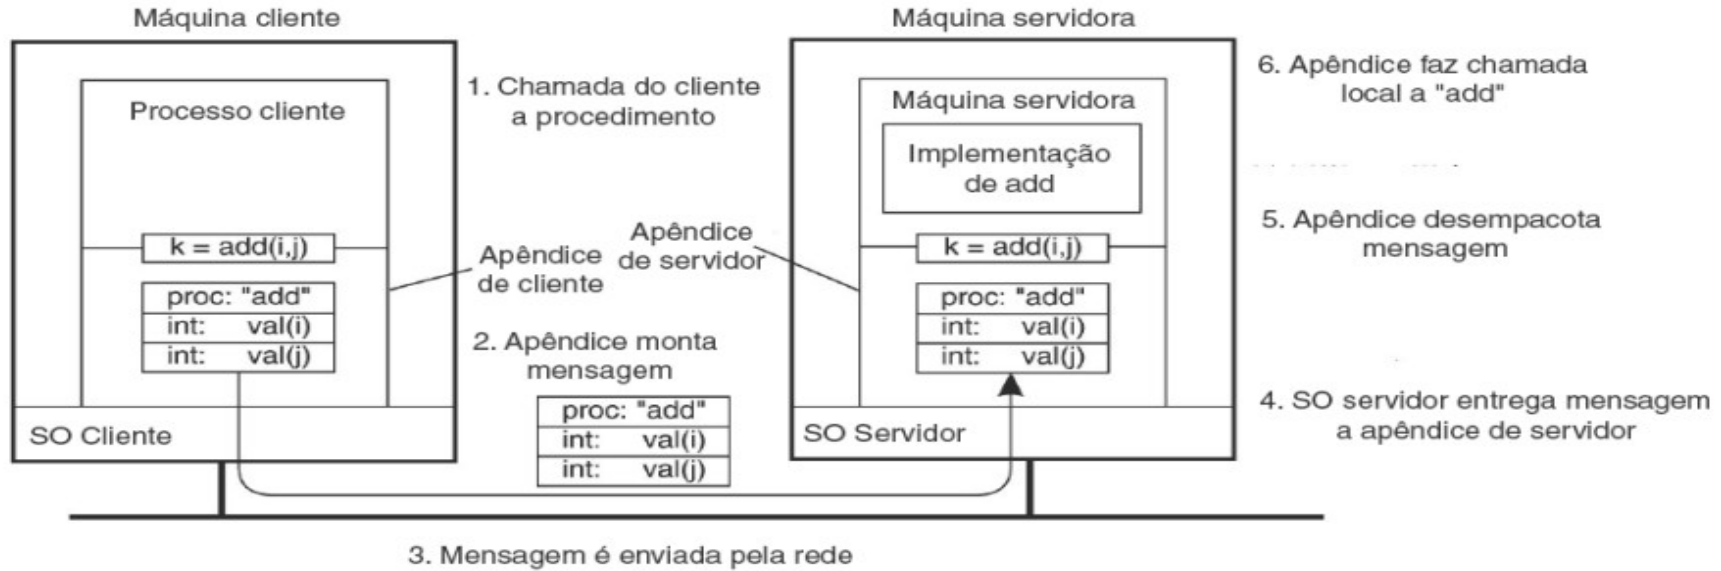 Máquina cliente
Processo cliente
k = add(i,j)
proc: "add"
int: val(i)
int: val(j)
SO Cliente
1. Chamada do cliente
a procedimento
Apêndice
de cliente
2. Apêndice monta
mensagem
proc: "add"
int: val(i)
int: val(j)
3. Mensagem é enviada pela rede
Máquina servidora
Máquina servidora
Implementação
de add
Apêndice
de servidor
k = add(i,j)
proc: "add"
int: val(i)
int: val(j)
SO Servidor
6. Apêndice faz chamada
local a "add"
5. Apêndice desempacota
mensagem
4. SO servidor entrega mensagem
a apêndice de servidor